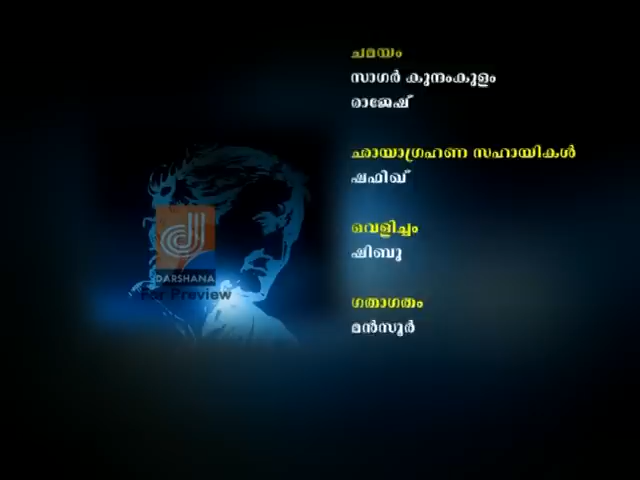 ചമയം
സാഗർ കുന്ദംകുളം
രാജേഷ്
ഛായാഗ്രഹണ സഹായികൾ
ഷഫിഖ്
വെളിച്ചം
ഷിബു
ഗതാഗതം
മൻസൂർ
DARSHANA
For Preview